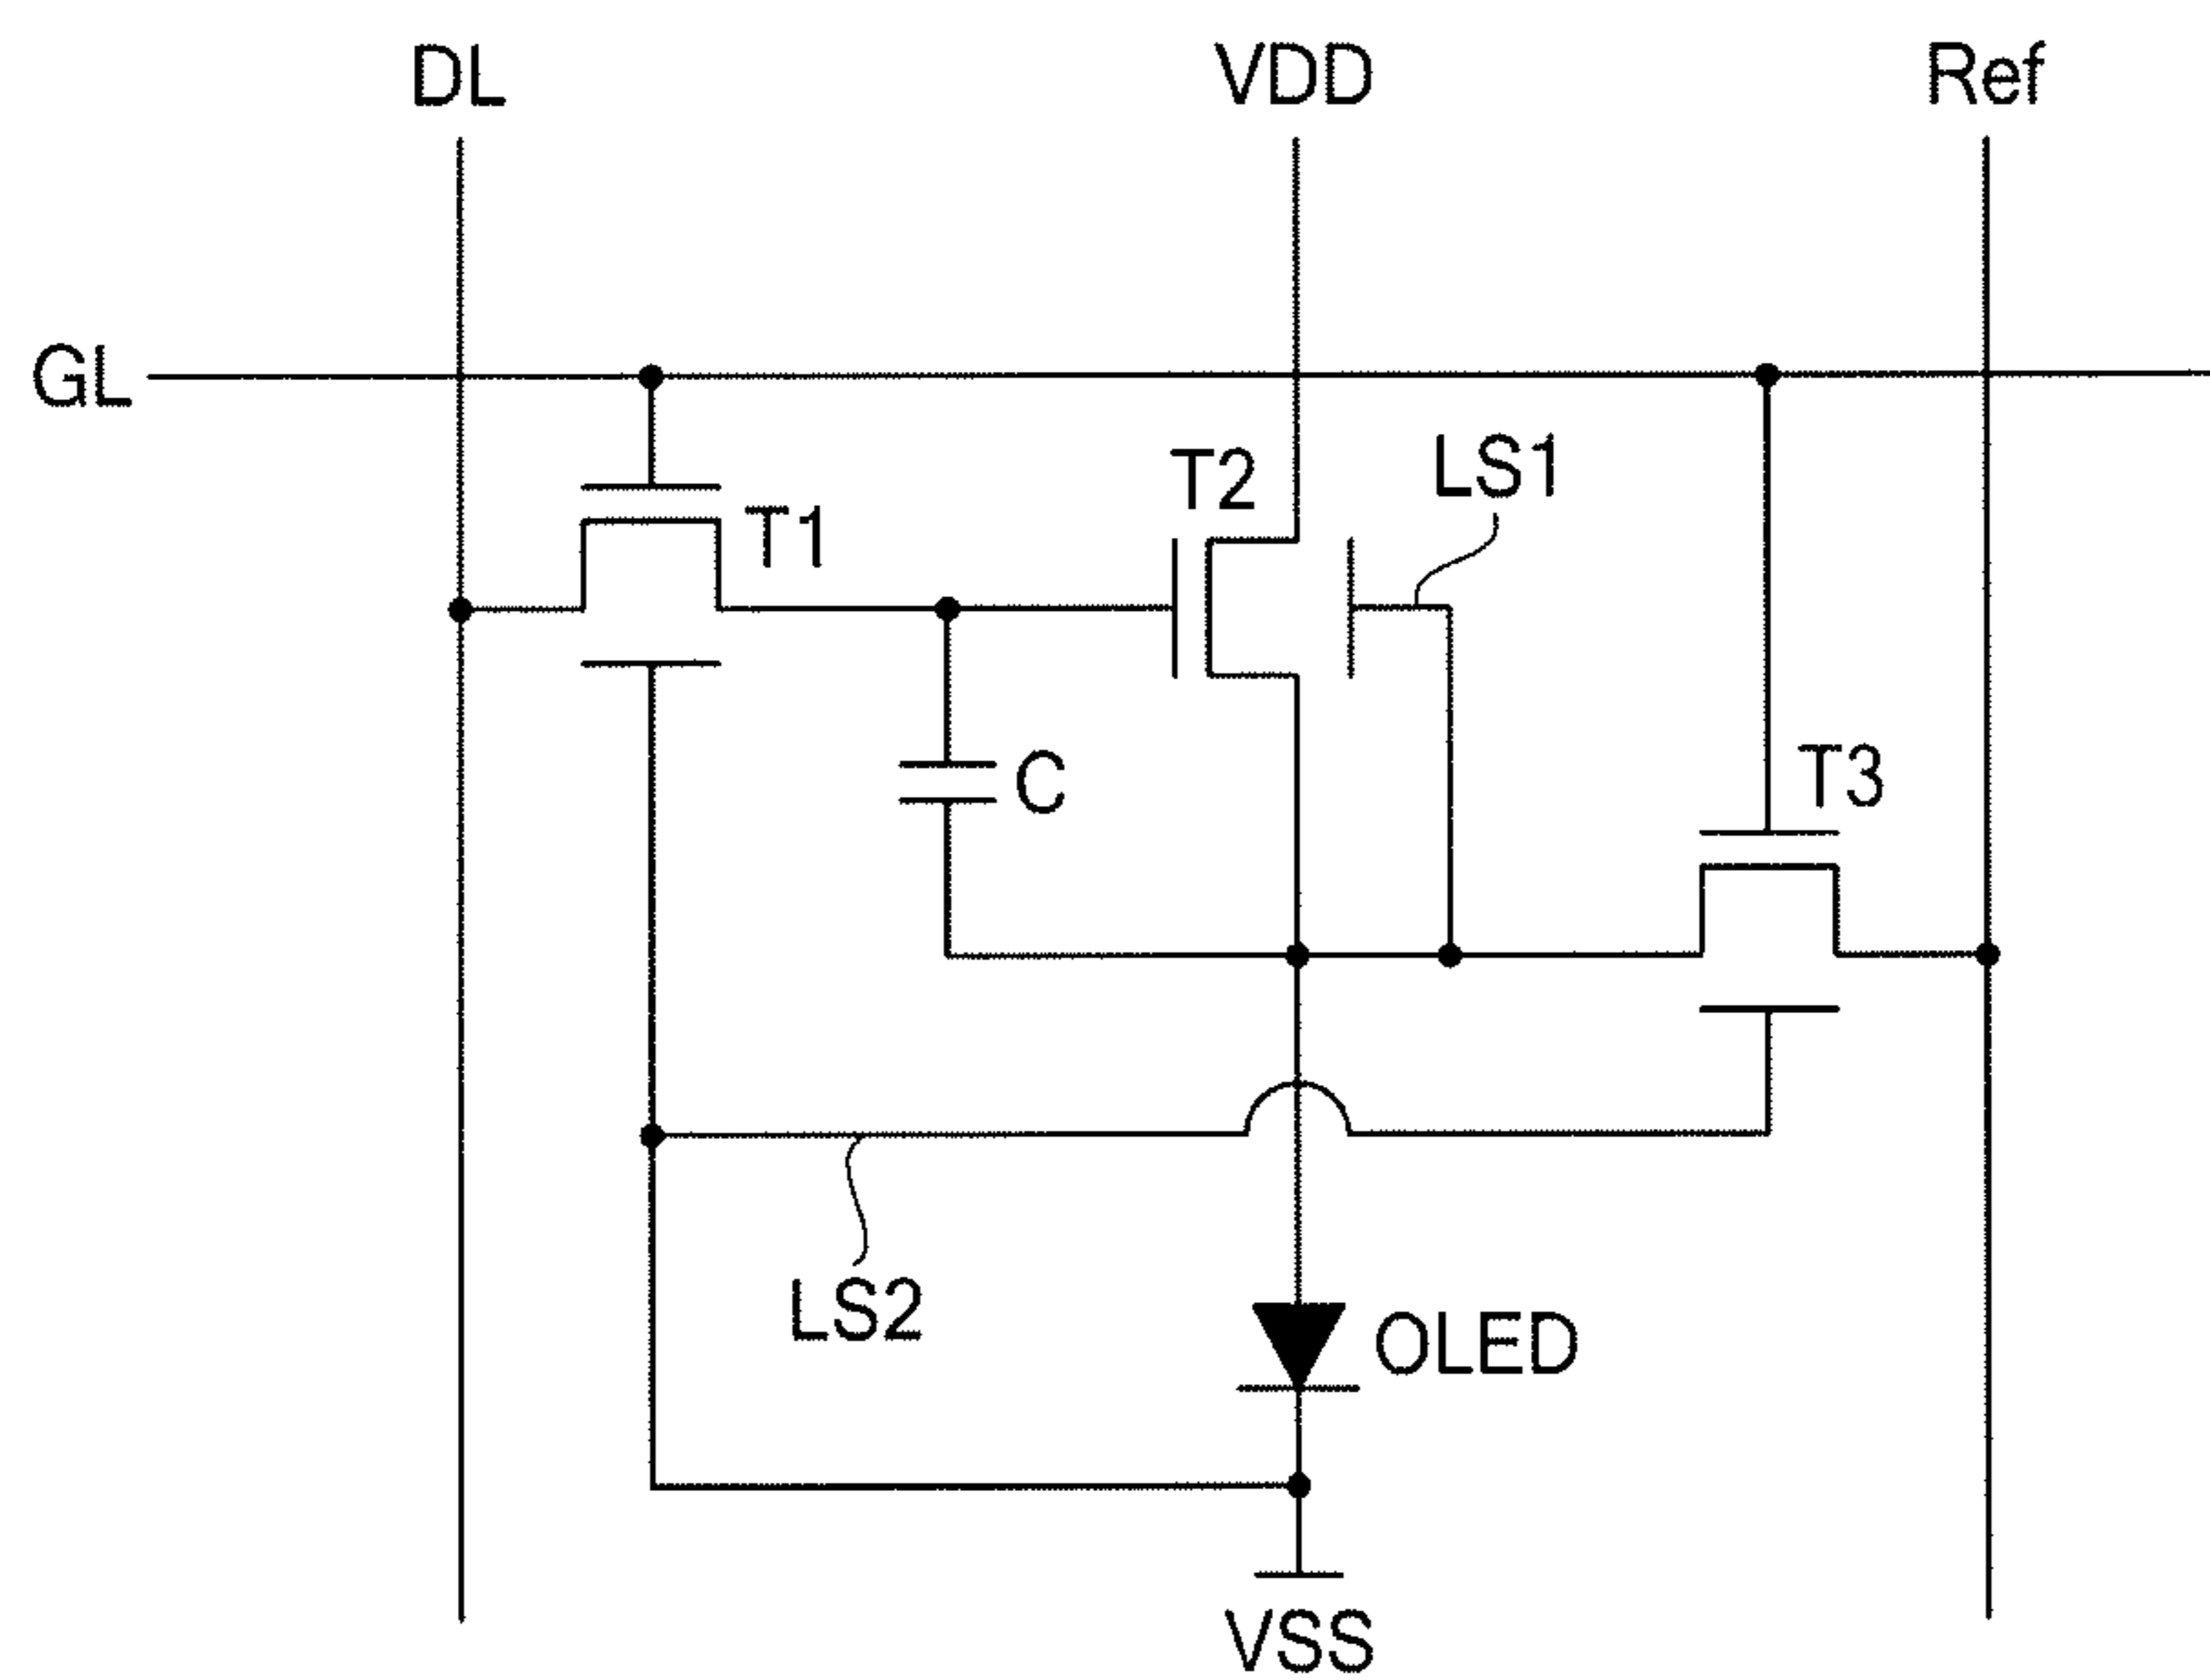 DL
VDD
Ref
GL
T1
T2
LS1
C
T3
LS2
OLED
VSS